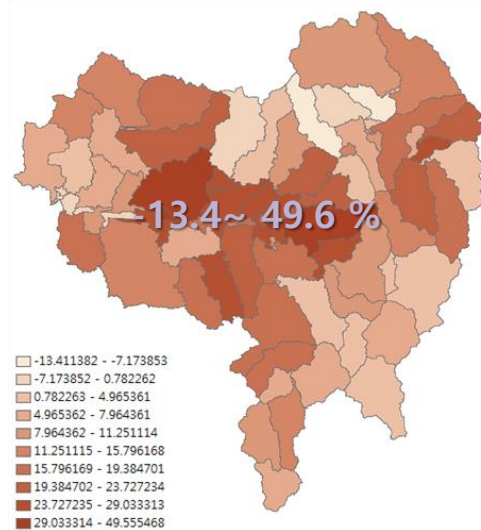 -13.4~ 49.6 %
-13.411382 - -7.173853
-7.173852 - 0.782262
0.782263 - 4.965361
4.965362 - 7.964361
7.964362 - 11.251114
11.251115 - 15.796168
15.796169 - 19.384701
19.384702 - 23.727234
23.727235 - 29.033313
29.033314 - 49.555468